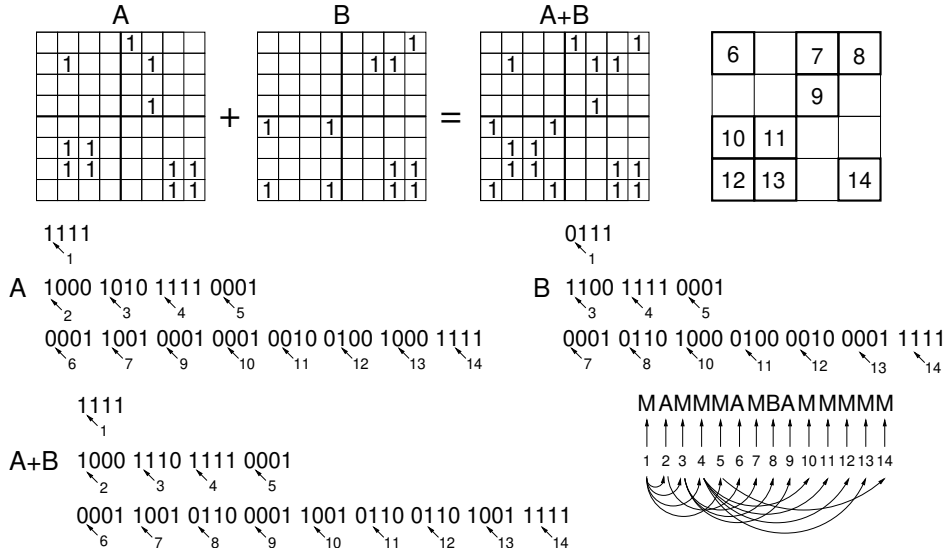 A B A+B
1 1 1 1
1 1 1 1 1 1 1
6 7 8
1 1
9
+ =
1 1 1 1
10 11
1 1 1 1
1 1 1 1 1 1 1 1 1 1
12 13 14
1 1 1 1 1 1 1 1 1 1
1111
1
A 1000 1010 1111 0001
2 3 4 5
0001 1001 0001 0001 0010 0100 1000 1111
6 7 9 10 11 12 13 14
0111
1
B 1100 1111 0001
3 4 5
0001 0110 1000 0100 0010 0001 1111
7 8 10 11 12 13 14
1111
1
A+B 1000 1110 1111 0001
2 3 4 5
0001 1001 0110 0001 1001 0110 0110 1001 1111
6 7 8 9 10 11 12 13 14
M A M M M A M B A M M M M M
1 2 3 4 5 6 7 8 9 10 11 12 13 14